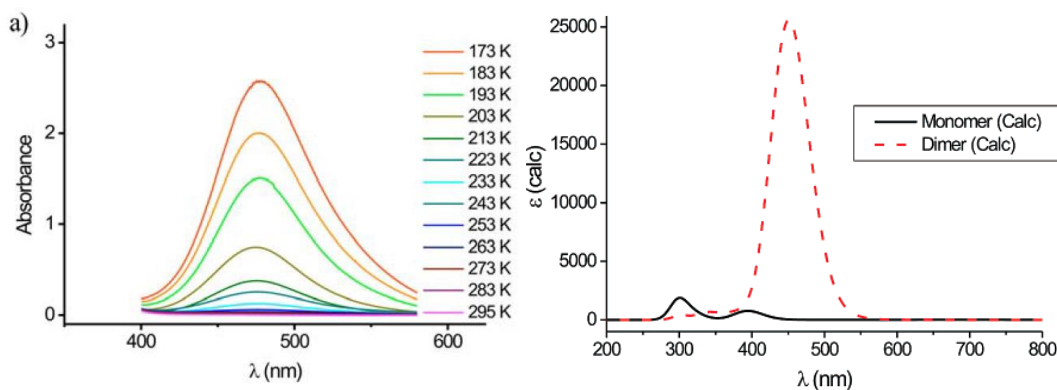 a)
3
2
1
0
Absorbance
400
500
600
λ (nm)
173 K
183 K
193 K
203 K
213 K
223 K
233 K
243 K
253 K
263 K
273 K
283 K
295 K
25000
20000
15000
10000
5000
0
ε (calc)
200
300
400
500
600
700
800
λ (nm)
Monomer (Calc)
Dimer (Calc)